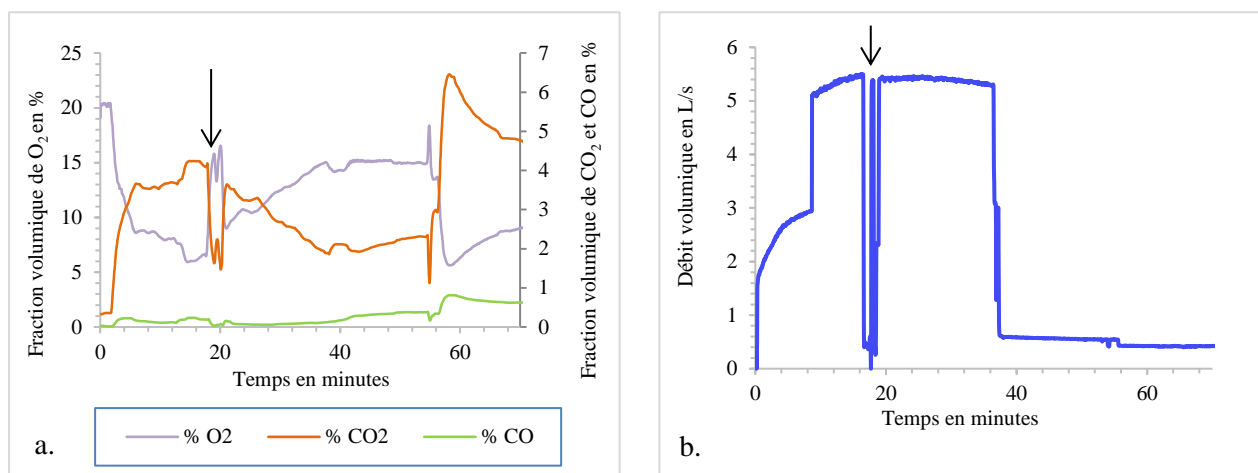 Fraction volumique de O2 en %
25
20
15
10
5
0
7
6
5
4
3
2
1
0
Fraction volumique de CO2 et CO en %
0 20 40 60
Temps en minutes
% O2 % CO2 % CO
a.
Débit volumique en L/s
6
5
4
3
2
1
0
0 20 40 60
Temps en minutes
b.